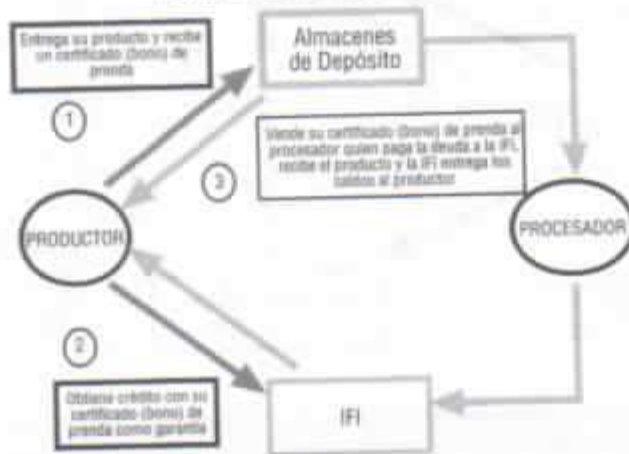 Entrega su producto y recibe
un certificado (bono) de
prenda
Almacenes
de Depósito
1
Vende su certificado (bono) de prenda al
procesador quien paga la deuda a la IFI,
recibe el producto y la IFI entrega los
saldos al productor
3
PRODUCTOR
PROCESADOR
2
Obtiene crédito con su
certificado (bono) de
prenda como garantía
IFI